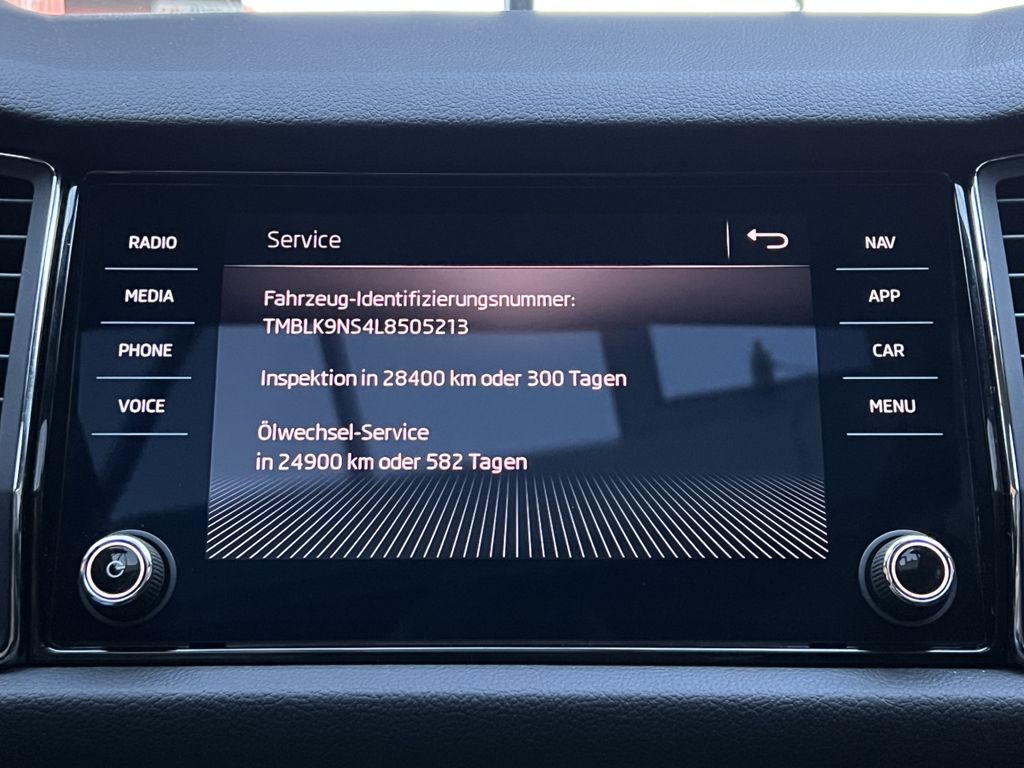 RADIO
MEDIA
PHONE
VOICE
Service
Fahrzeug-Identifizierungsnummer:
TMBLK9NS4L8505213
Inspektion in 28400 km oder 300 Tagen
Ölwechsel-Service
in 24900 km oder 582 Tagen
NAV
APP
CAR
MENU